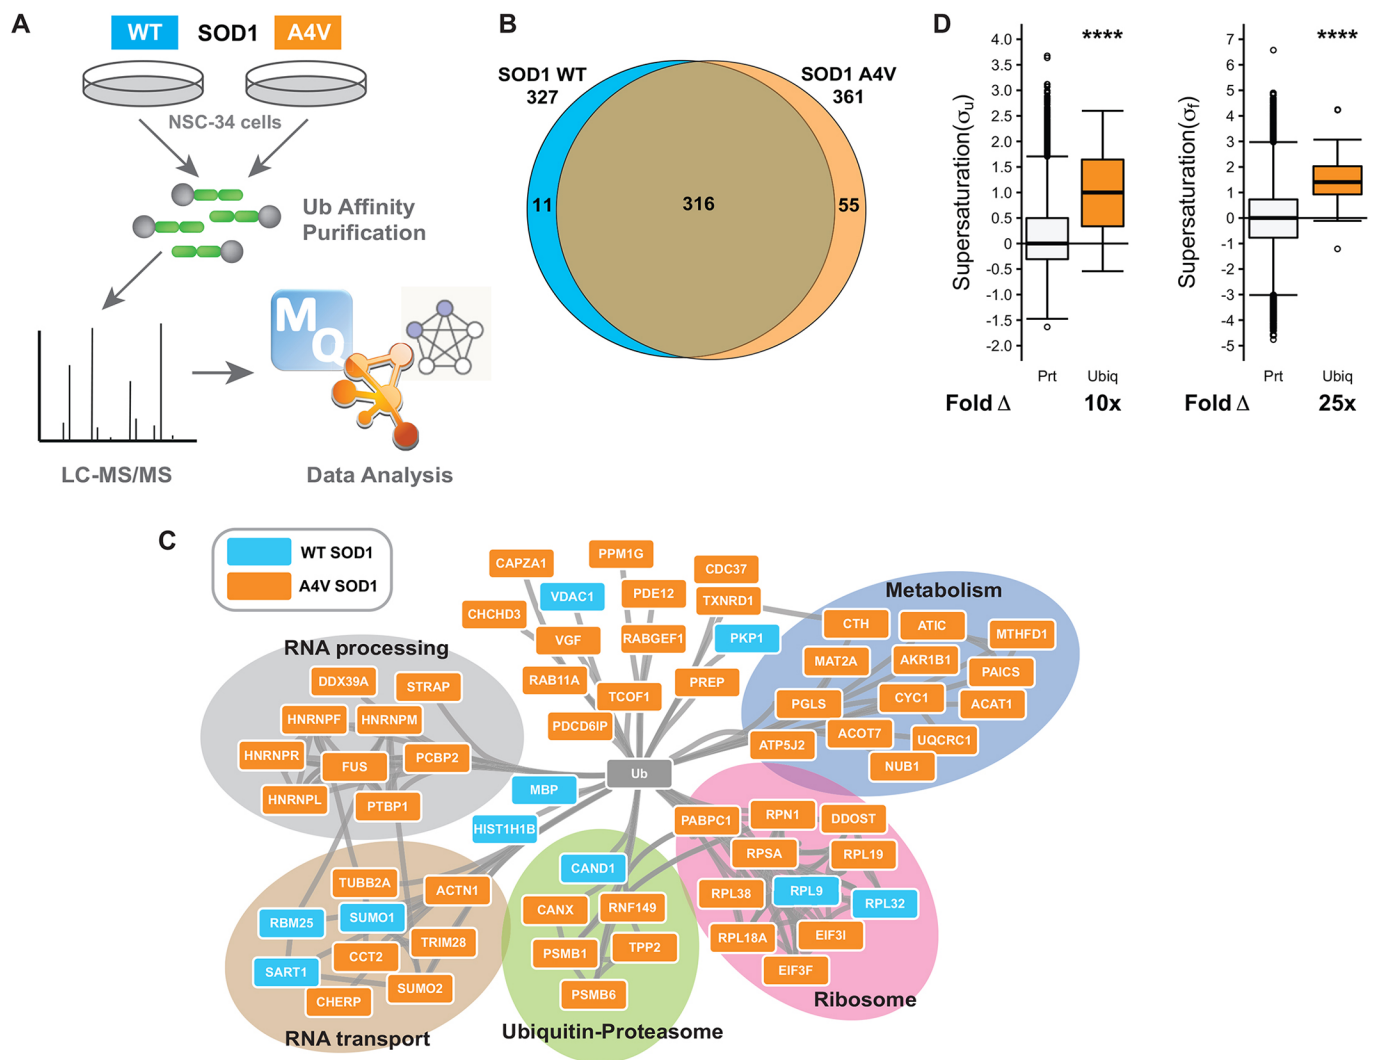 A
WT SOD1 A4V
NSC-34 cells
Ub Affinity
Purification
M
Q
LC-MS/MS
Data Analysis
B
SOD1 WT
327
SOD1 A4V
361
11
316
55
D
Supersaturation(σu)
4.0
3.5
3.0
2.5
2.0
1.5
1.0
0.5
0
-0.5
-1.0
-1.5
-2.0
****
Prt Ubiq
Fold Δ 10x
Supersaturation(σf)
7
6
5
4
3
2
1
0
-1
-2
-3
-4
-5
****
Prt Ubiq
Fold Δ 25x
C
WT SOD1
A4V SOD1
CAPZA1
PPM1G
CDC37
VDAC1
PDE12
TXNRD1
CHCHD3
VGF
RABGEF1
PKP1
RAB11A
TCOF1
PREP
PDCD6IP
Ub
MBP
HIST1H1B
RNA processing
DDX39A
STRAP
HNRNPF
HNRNPM
HNRNPR
FUS
PCBP2
HNRNPL
PTBP1
Metabolism
CTH
ATIC
MTHFD1
MAT2A
AKR1B1
PAICS
PGLS
CYC1
ACAT1
ATP5J2
ACOT7
UQCRC1
NUB1
RNA transport
TUBB2A
ACTN1
RBM25
SUMO1
TRIM28
CCT2
SART1
SUMO2
CHERP
Ubiquitin-Proteasome
CAND1
CANX
RNF149
PSMB1
TPP2
PSMB6
Ribosome
PABPC1
RPN1
DDOST
RPSA
RPL19
RPL38
RPL9
RPL32
RPL18A
EIF3I
EIF3F